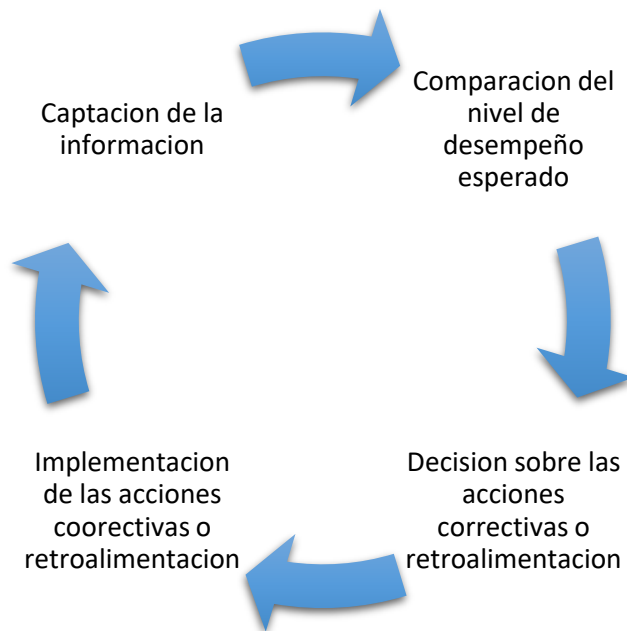 Captacion de la
informacion
Comparacion del
nivel de
desempeño
esperado
Decision sobre las
acciones
correctivas o
retroalimentacion
Implementacion
de las acciones
coorectivas o
retroalimentacion